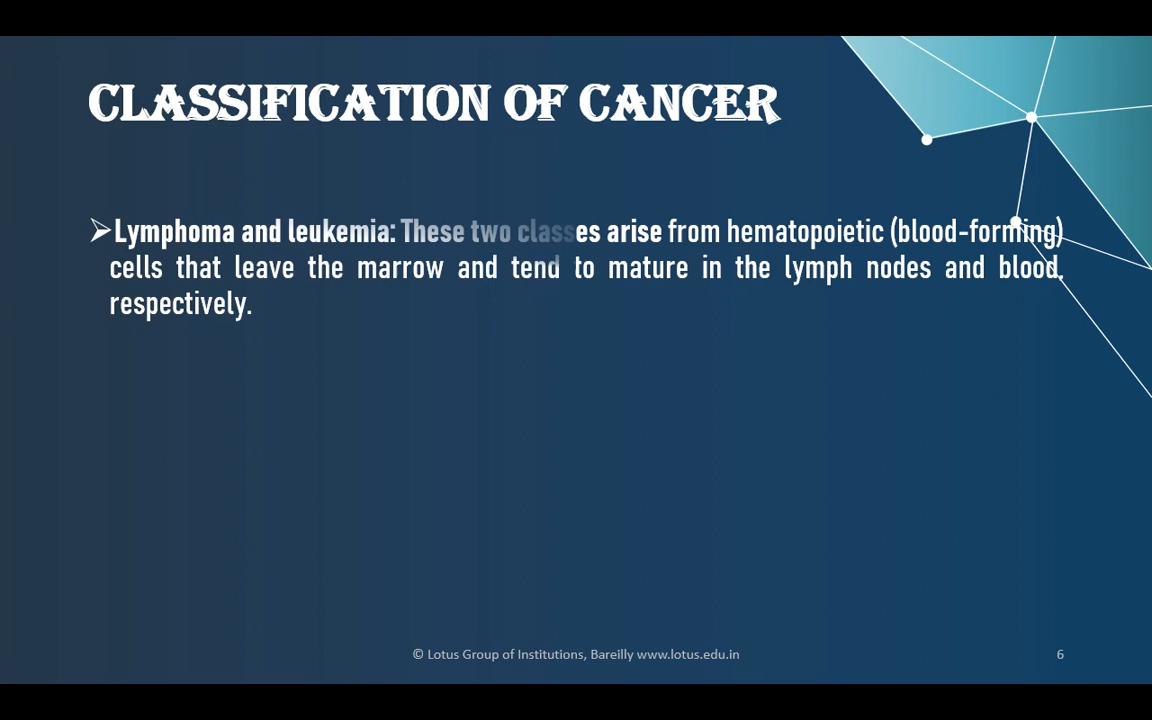 CLASSIFICATION OF CANCER
➢Lymphoma and leukemia: These two classes arise from hematopoietic (blood-forming)
cells that leave the marrow and tend to mature in the lymph nodes and blood,
respectively.
© Lotus Group of Institutions, Bareilly www.lotus.edu.in
6